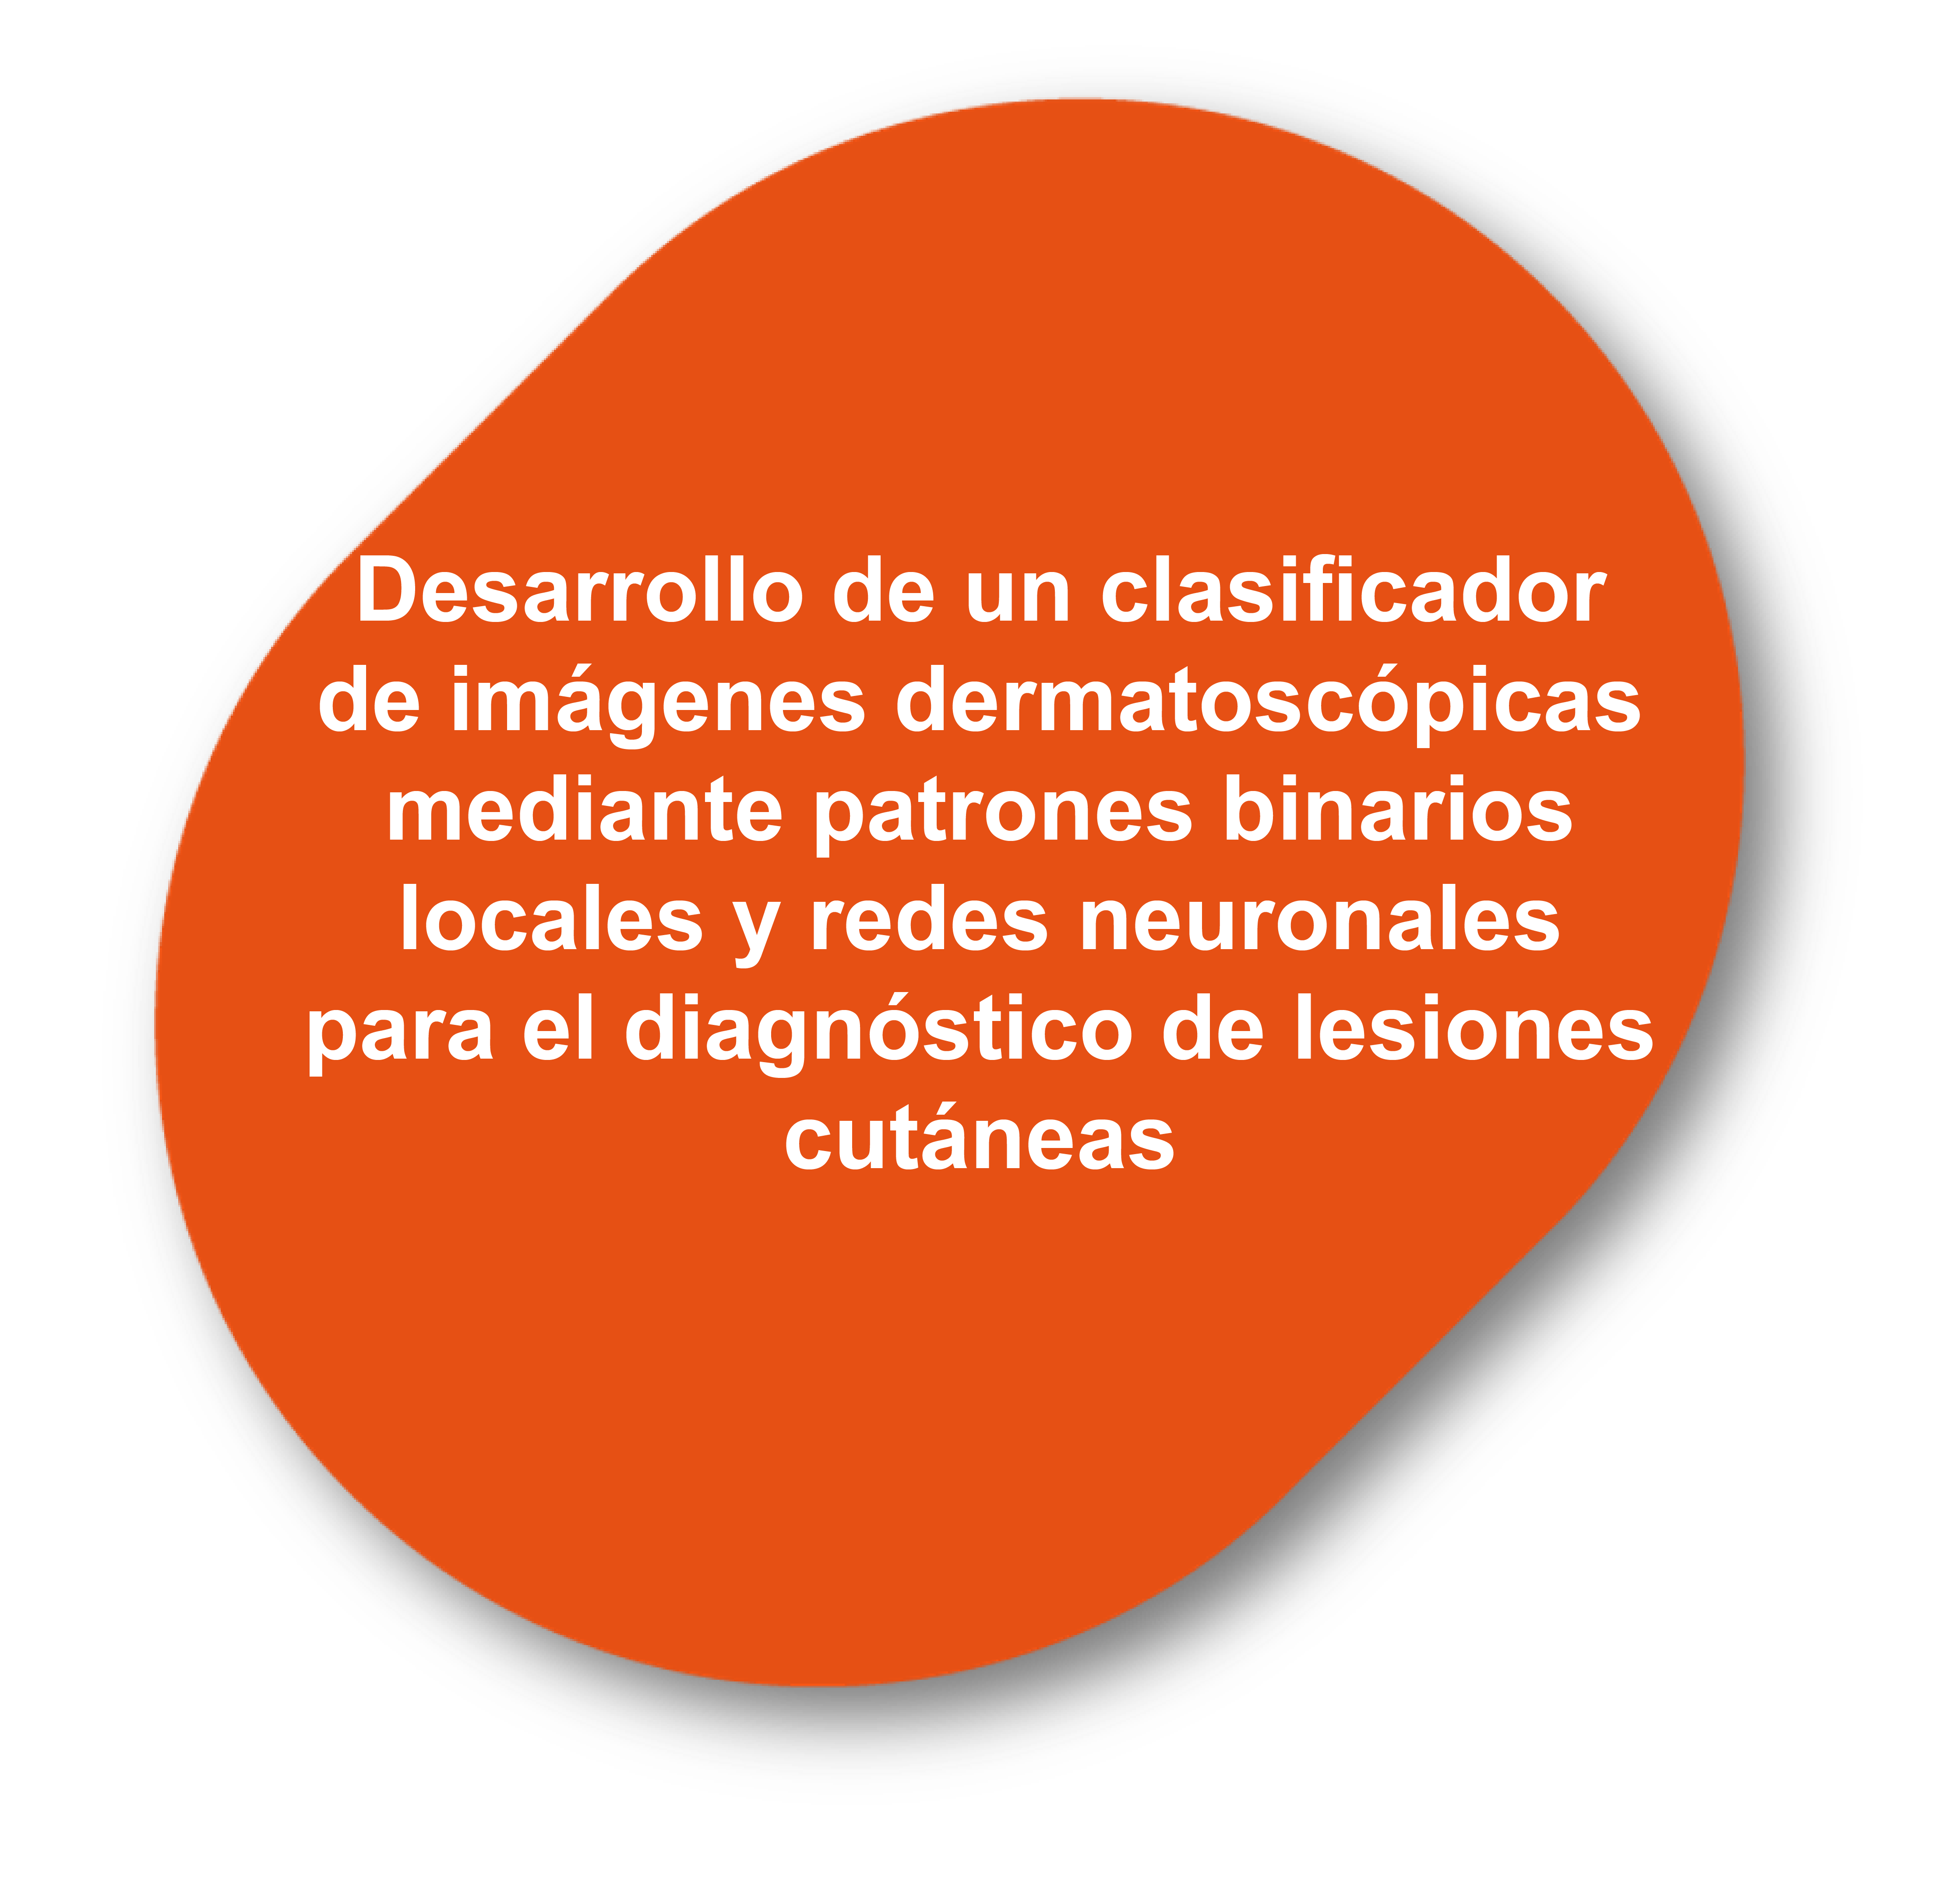 Desarrollo de un clasificador
de imágenes dermatoscópicas
mediante patrones binarios
locales y redes neuronales
para el diagnóstico de lesiones
cutáneas